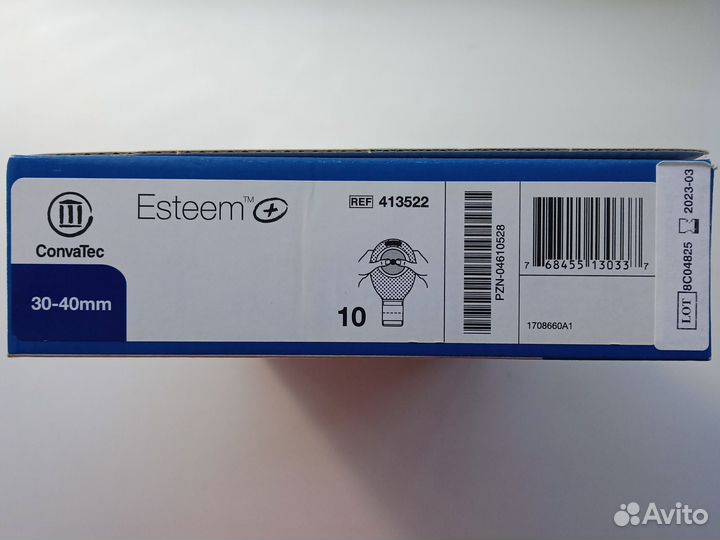 ConvaTec
30-40mm
Esteem™ +
REF 413522
10
PZN-04610528
7 68455 13033 7
1708660A1
LOT 8C04825 2023-03
Avito